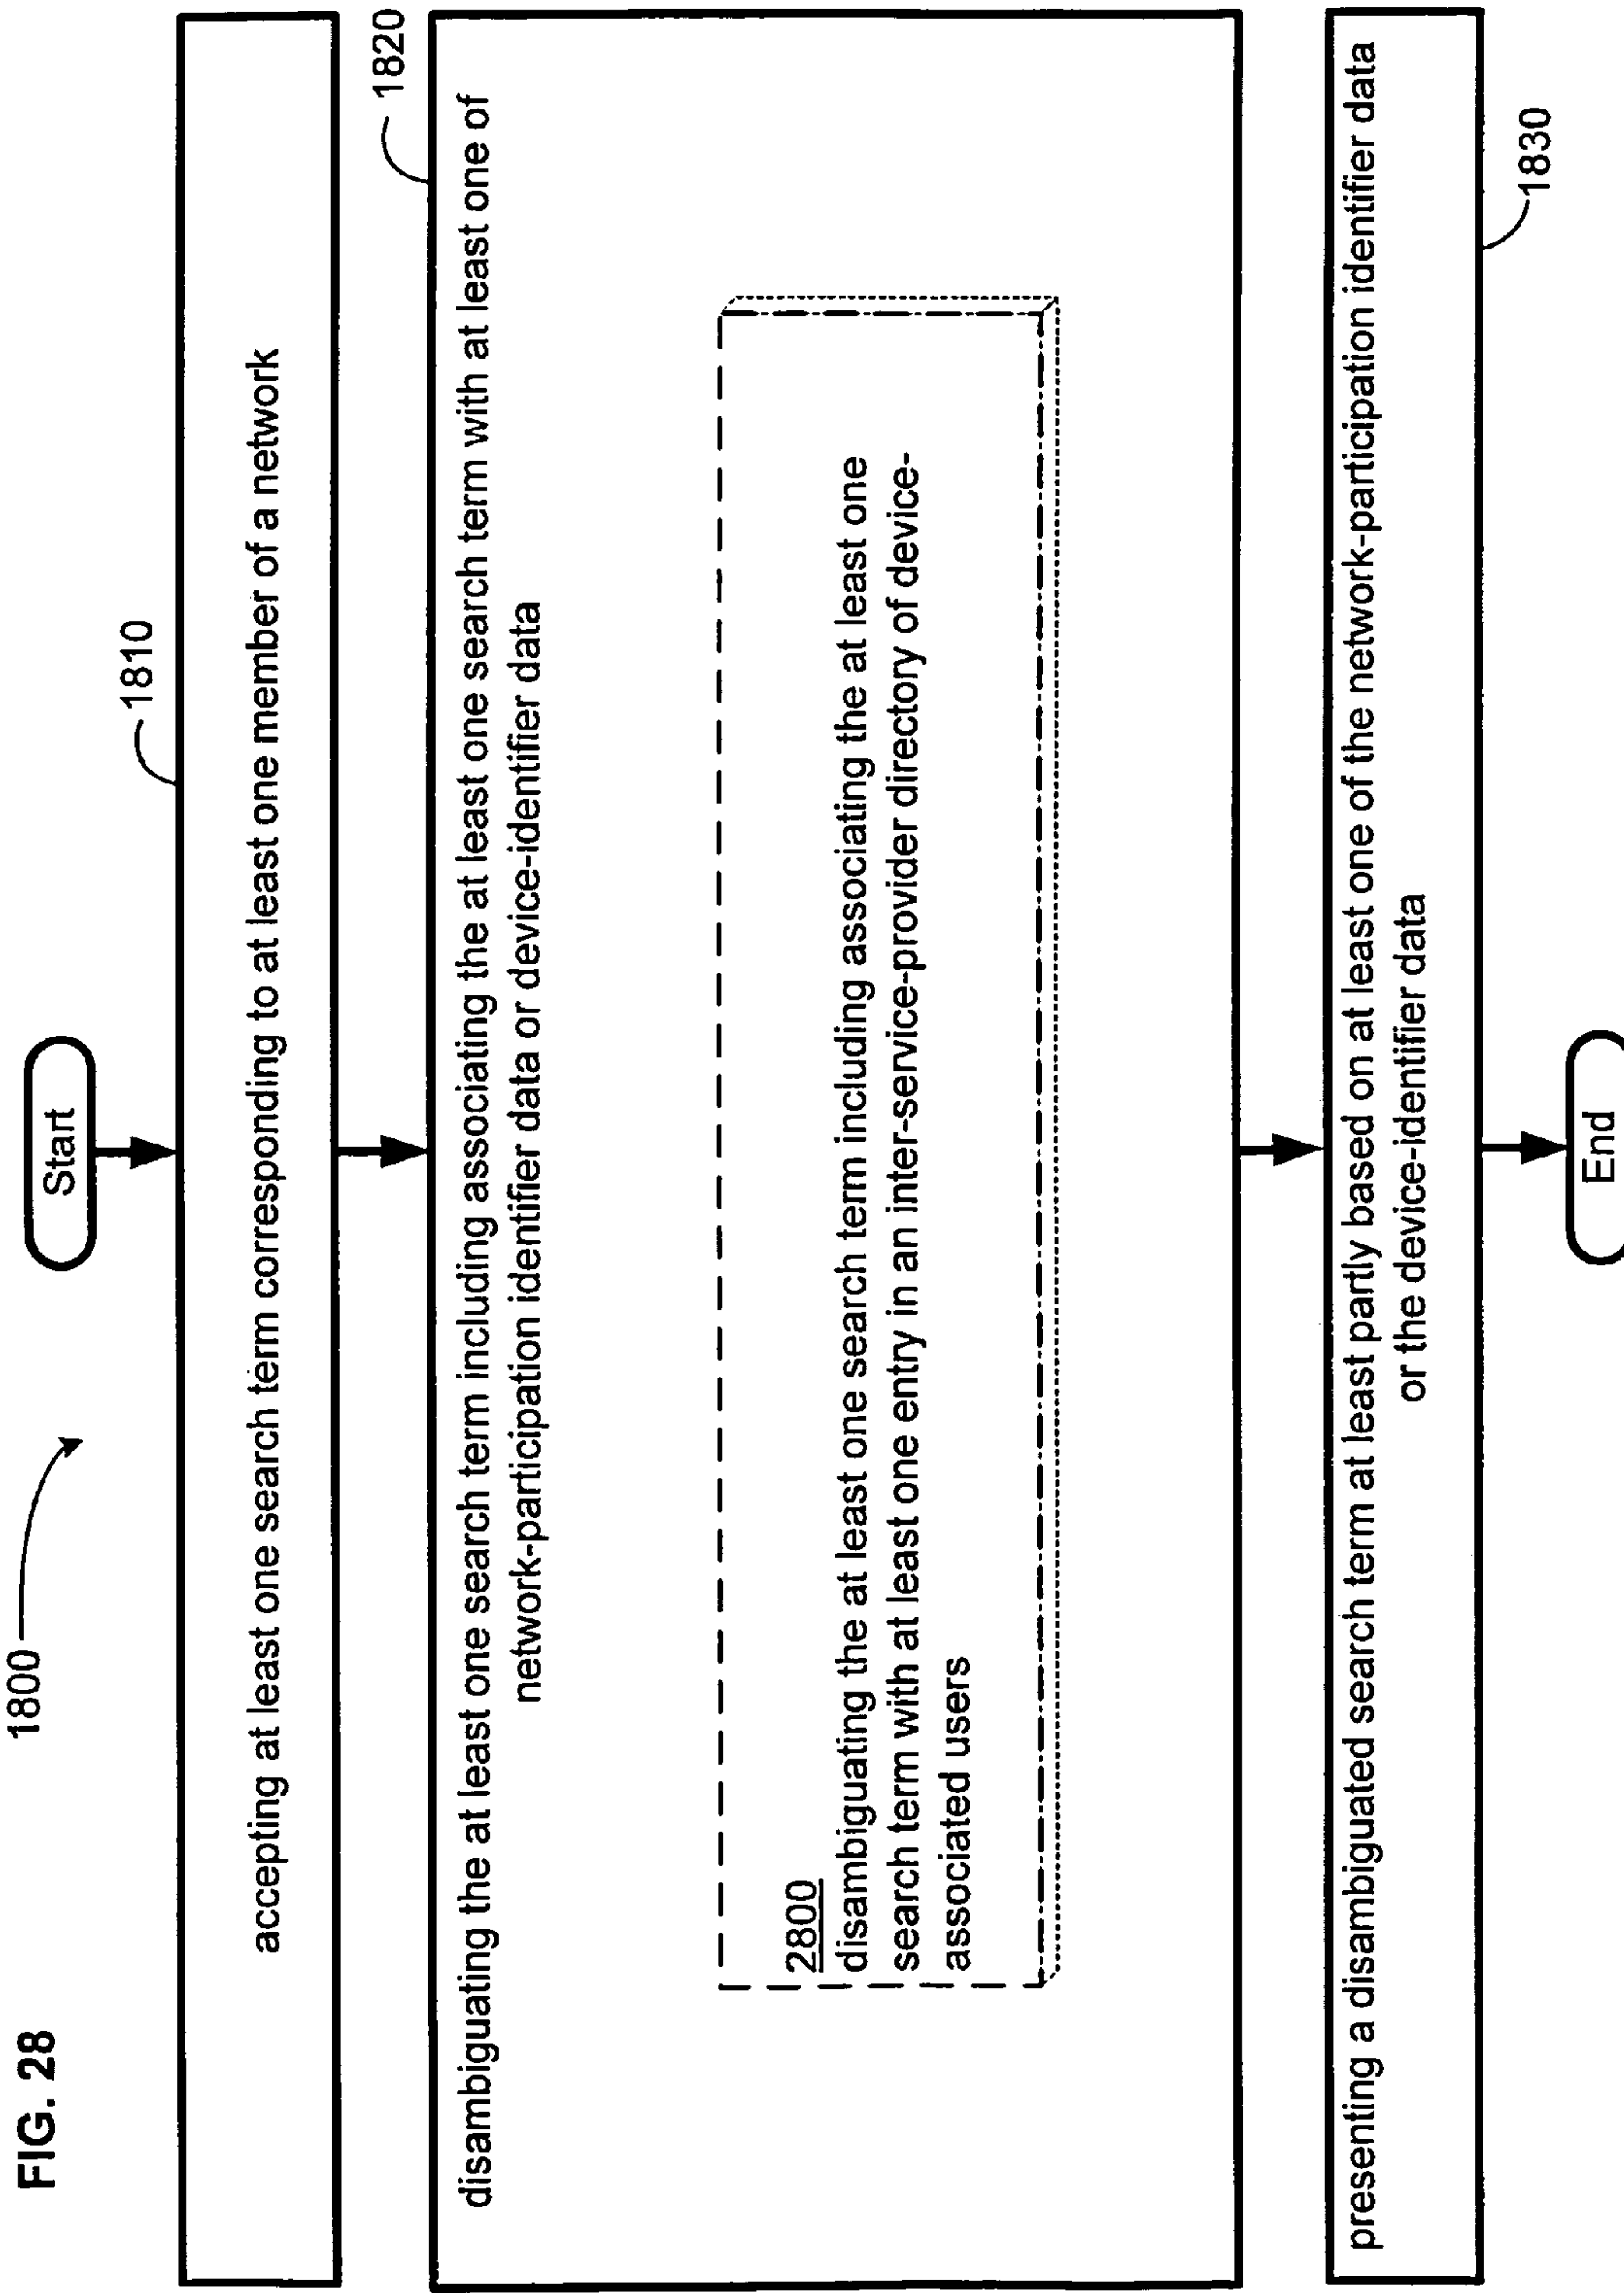 FIG. 28
1800
Start
1810
accepting at least one search term corresponding to at least one member of a network
1820
disambiguating the at least one search term including associating the at least one search term with at least one of
network-participation identifier data or device-identifier data
2800
disambiguating the at least one search term including associating the at least one
search term with at least one entry in an inter-service-provider directory of device-
associated users
presenting a disambiguated search term at least partly based on at least one of the network-participation identifier data
or the device-identifier data
1830
End